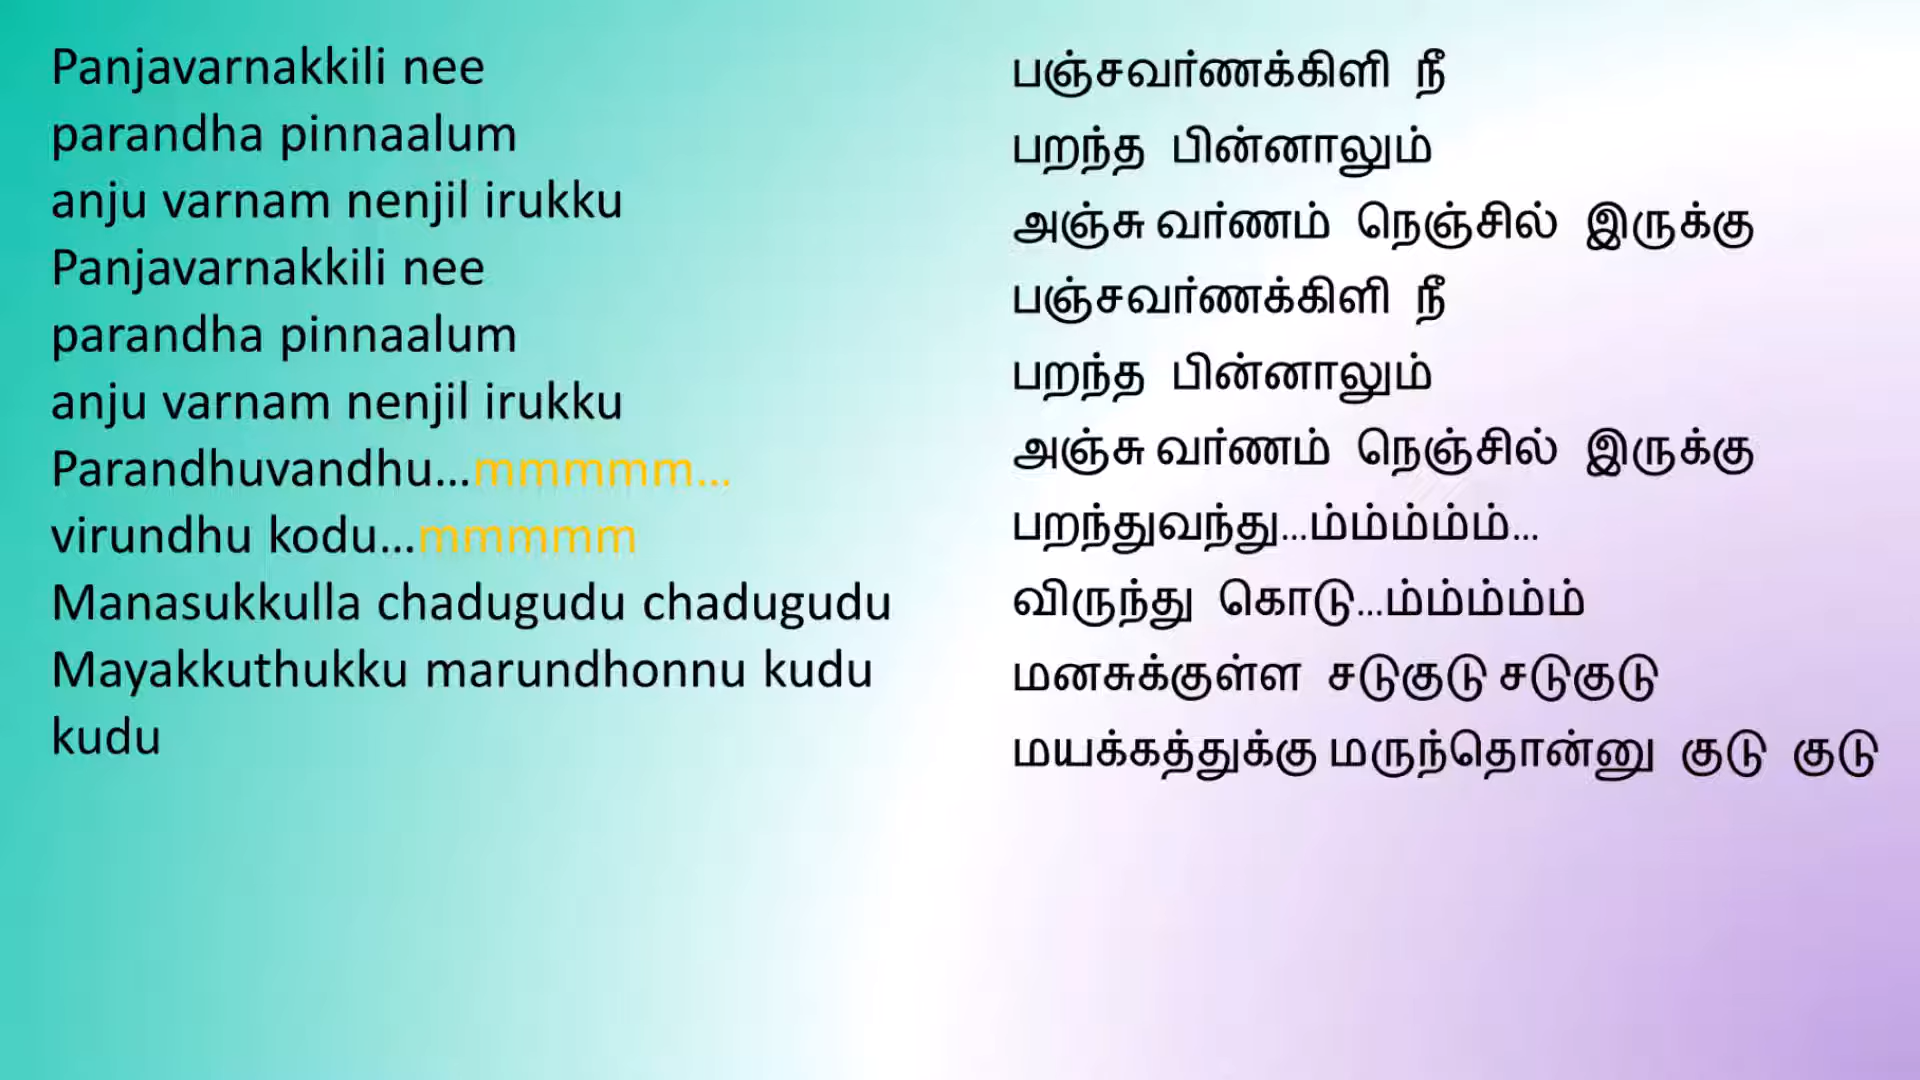 Panjavarnakkili nee
parandha pinnaalum
anju varnam nenjil irukku
Panjavarnakkili nee
parandha pinnaalum
anju varnam nenjil irukku
Parandhuvandhu...mmmmm...
virundhu kodu...mmmmm
Manasukkulla chadugudu chadugudu
Mayakkuthukku marundhonnu kudu
kudu
பஞ்சவர்ணக்கிளி நீ
பறந்த பின்னாலும்
அஞ்சு வர்ணம் நெஞ்சில் இருக்கு
பஞ்சவர்ணக்கிளி நீ
பறந்த பின்னாலும்
அஞ்சு வர்ணம் நெஞ்சில் இருக்கு
பறந்துவந்து...ம்ம்ம்ம்ம்...
விருந்து கொடு...ம்ம்ம்ம்ம்
மனசுக்குள்ள சடுகுடு சடுகுடு
மயக்கத்துக்கு மருந்தொன்னு குடு குடு